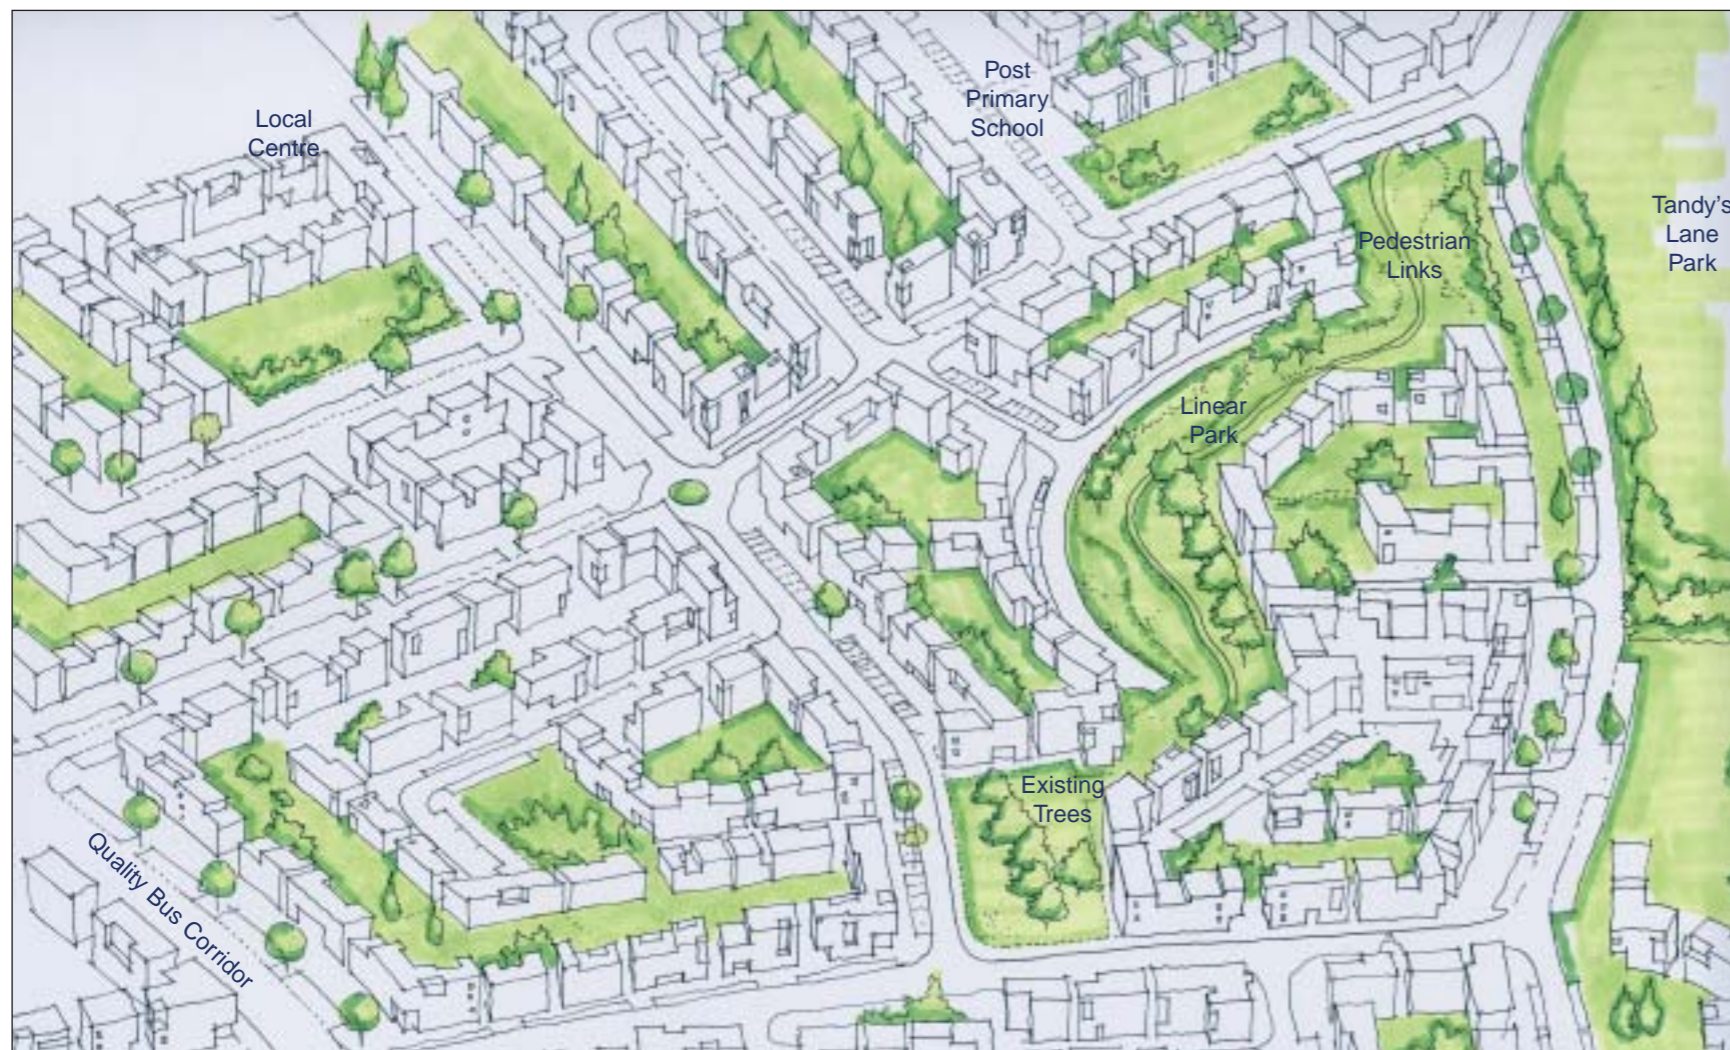 Post
Primary
School
Local
Centre
Tandy's
Lane
Park
Pedestrian
Links
Linear
Park
Existing
Trees
Quality Bus Corridor